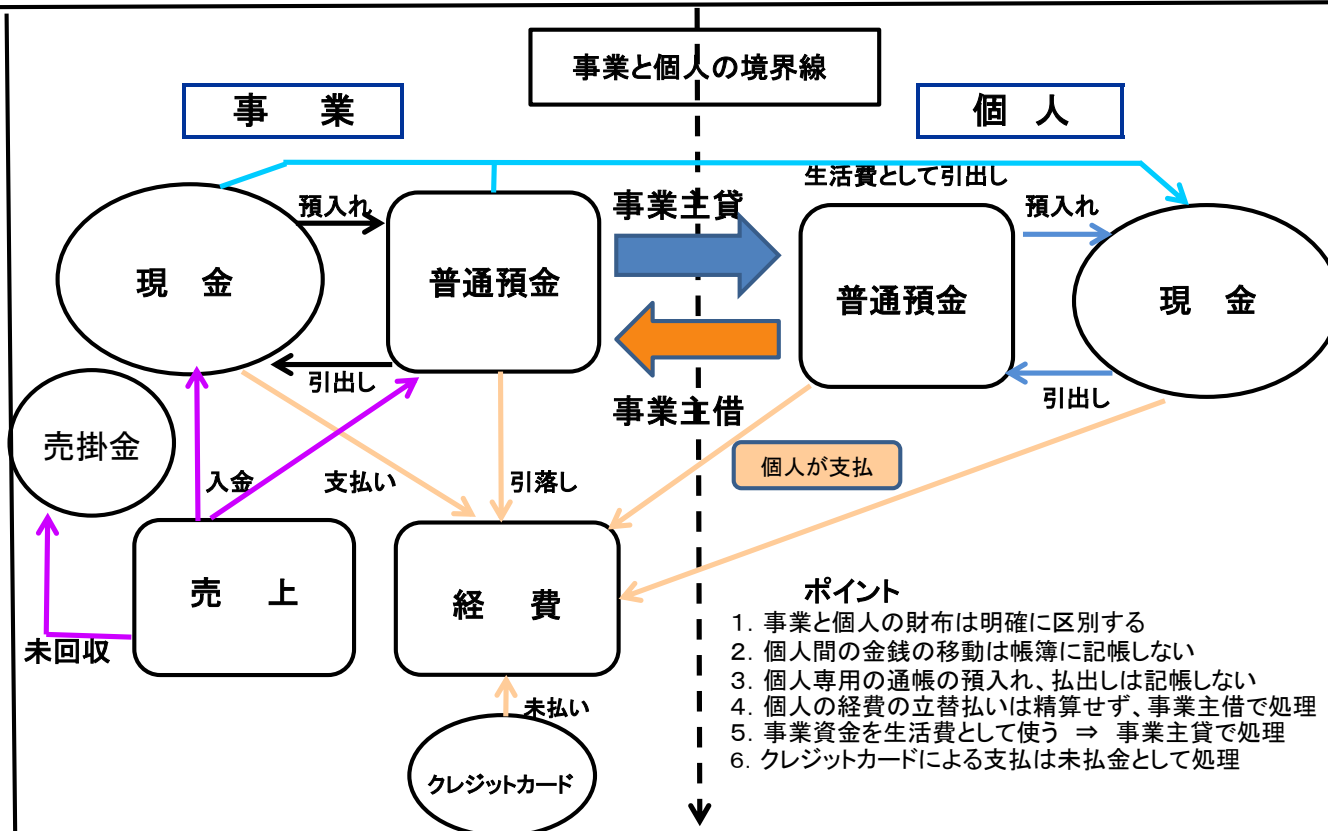 事業と個人の境界線
事　業
個　人
生活費として引出し
預入れ
事業主貸
預入れ
現　金
普通預金
普通預金
現　金
引出し
引出し
事業主借
売掛金
個人が支払
入金
支払い
引落し
売　上
経　費
未回収
ポイント
1. 事業と個人の財布は明確に区別する
2. 個人間の金銭の移動は帳簿に記帳しない
3. 個人専用の通帳の預入れ、払出しは記帳しない
4. 個人の経費の立替払いは精算せず、事業主借で処理
5. 事業資金を生活費として使う ⇒ 事業主貸で処理
6. クレジットカードによる支払は未払金として処理
未払い
クレジットカード